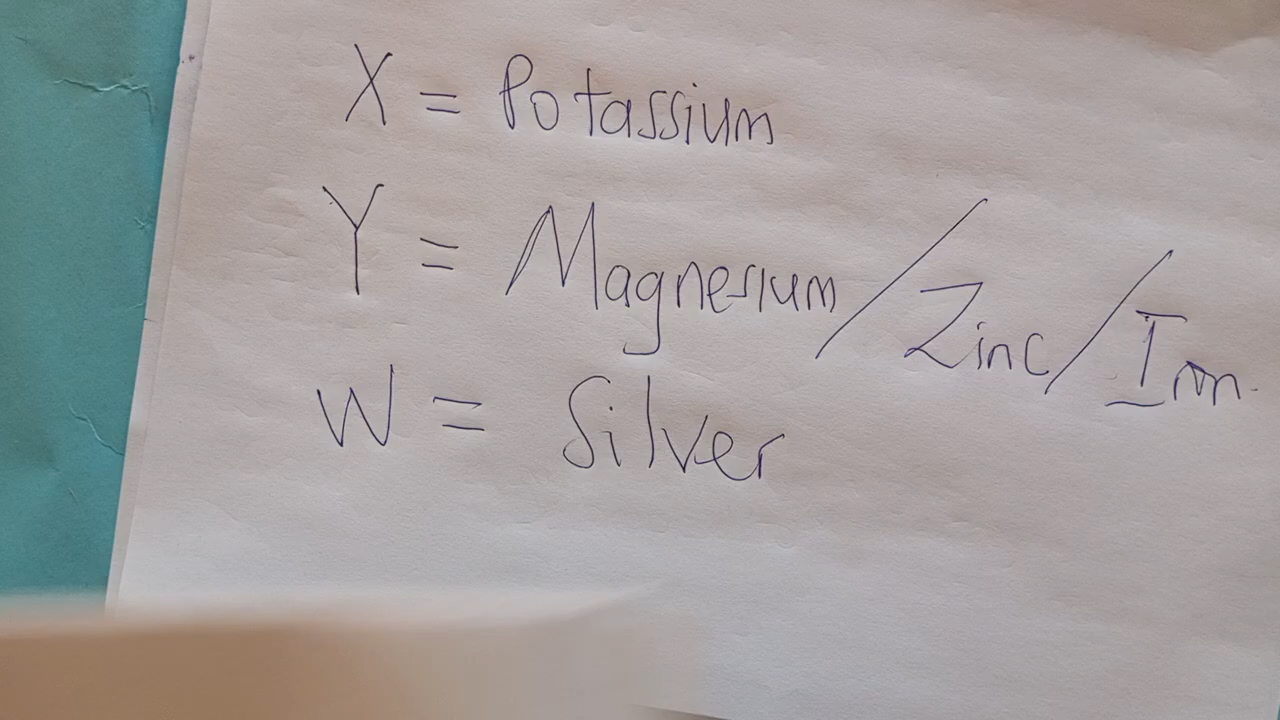 X = Potassium
Y = Magnesium/Zinc/Iron.
W = Silver